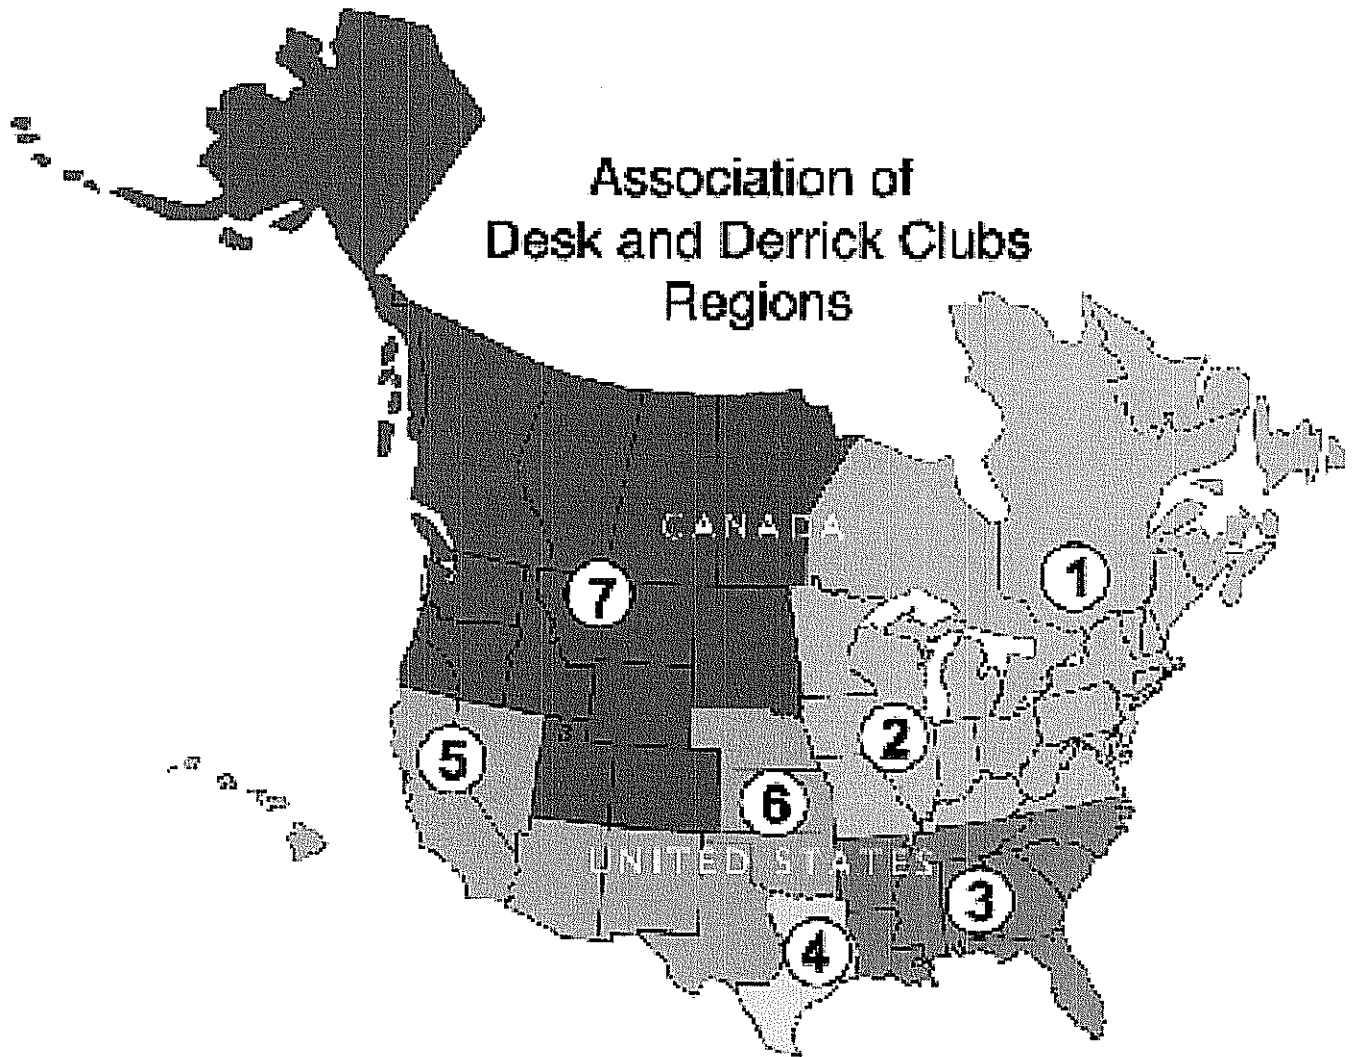 Association of
Desk and Derrick Clubs
Regions
CANADA
1
7
2
5
6
UNITED STATES
3
4